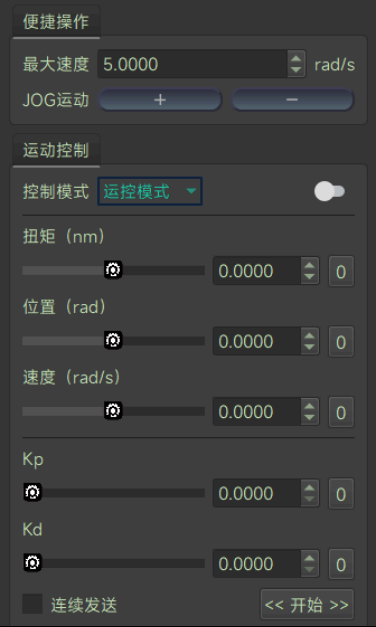 便捷操作
最大速度 5.0000 rad/s
JOG运动 + −
运动控制
控制模式 运控模式
扭矩（nm）
0.0000 0
位置（rad）
0.0000 0
速度（rad/s）
0.0000 0
Kp
0.0000 0
Kd
0.0000 0
连续发送 << 开始 >>